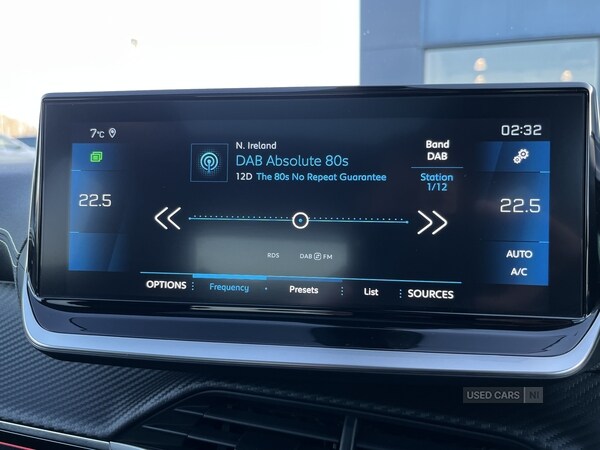 7°C
02:32
N. Ireland
DAB Absolute 80s
12D The 80s No Repeat Guarantee
Band
DAB
Station
1/12
22.5
22.5
RDS DAB FM
AUTO
A/C
OPTIONS Frequency Presets List SOURCES
USED CARS NI